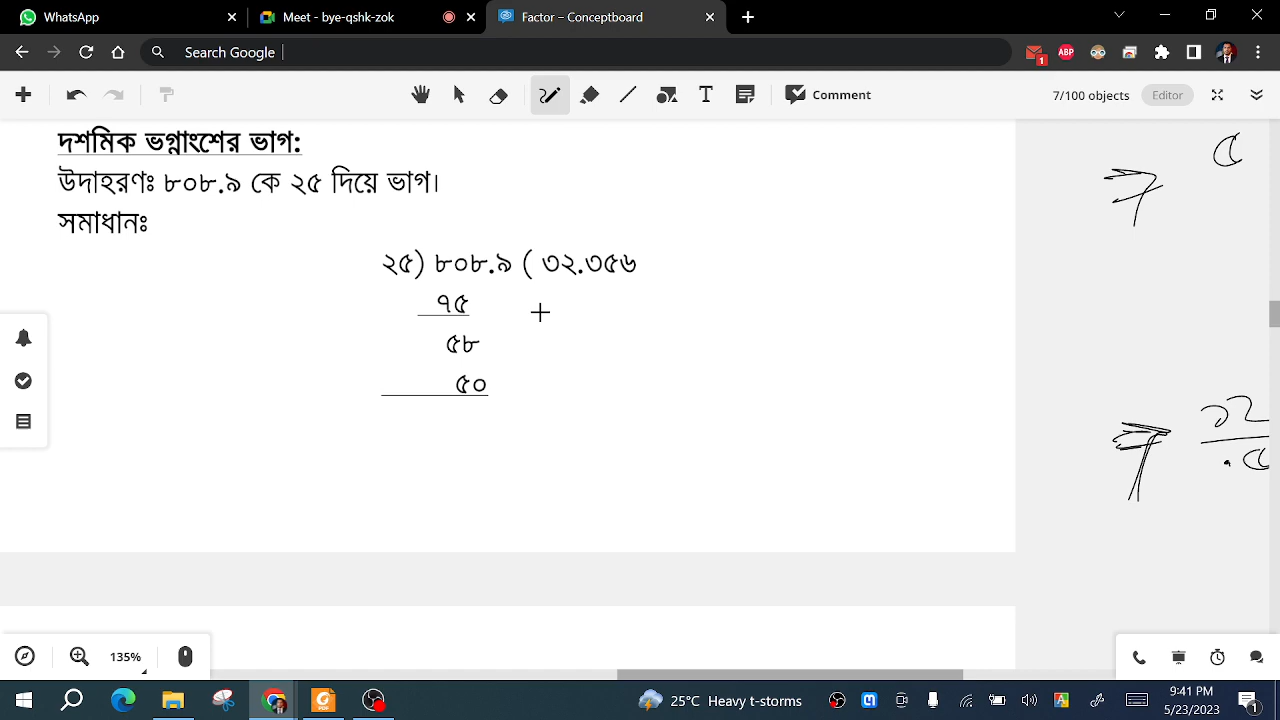 WhatsApp
Meet - bye-qshk-zok
Factor - Conceptboard
Search Google
1
ABP
Comment
7/100 objects
Editor
দশমিক ভগ্নাংশের ভাগ:
উদাহরণঃ ৮০৮.৯ কে ২৫ দিয়ে ভাগ।
সমাধানঃ
২৫) ৮০৮.৯ ( ৩২.৩৫৬
৭৫
৫৮
৫০
135%
25°C Heavy t-storms
9:41 PM
5/23/2023